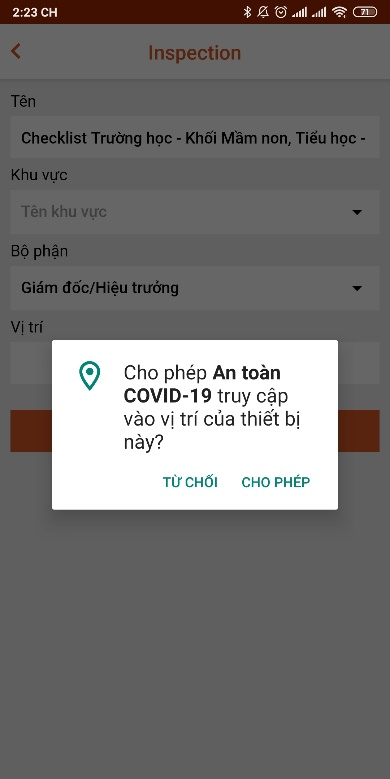 2:23 CH
71
Inspection
Tên
Checklist Trường học - Khối Mầm non, Tiểu học -
Khu vực
Tên khu vực
Bộ phận
Giám đốc/Hiệu trưởng
Vị trí
Cho phép An toàn
COVID-19 truy cập
vào vị trí của thiết bị
này?
TỪ CHỐI
CHO PHÉP